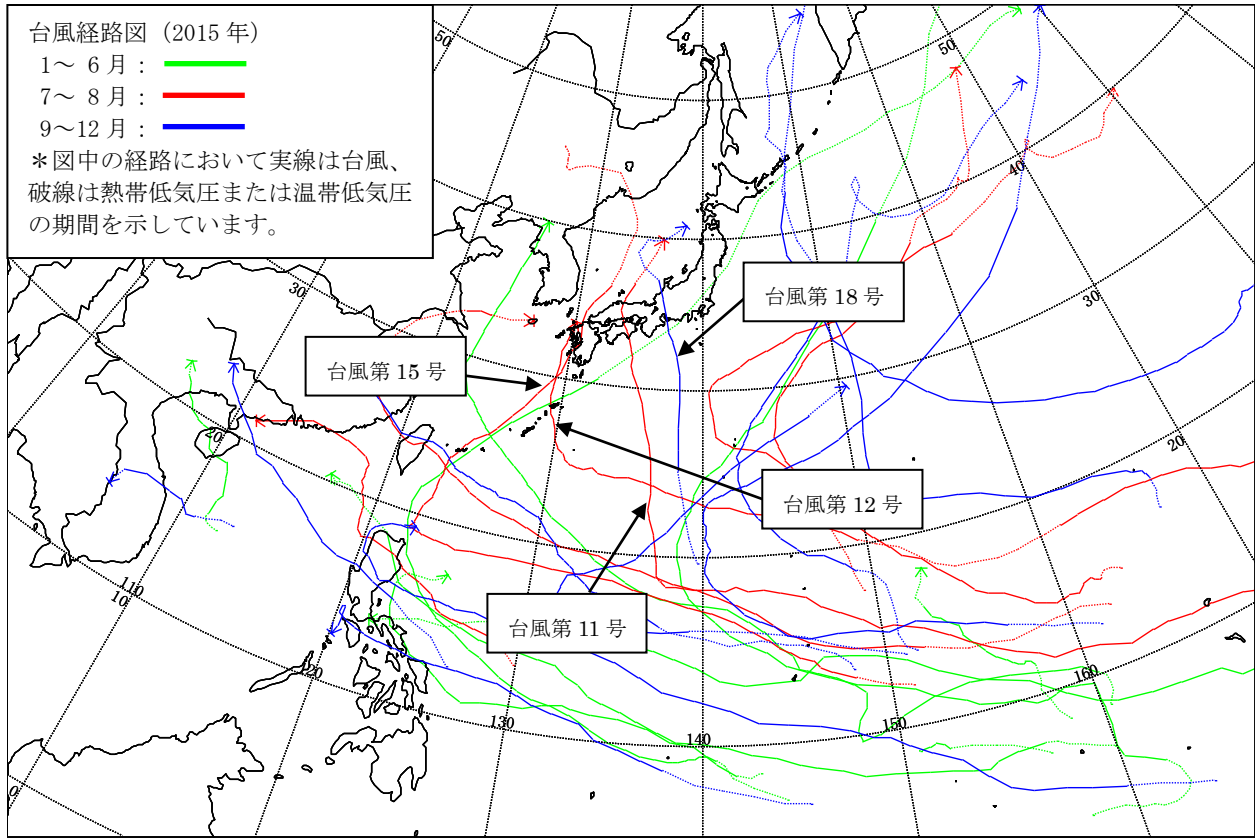 台風経路図（2015 年）
1～ 6 月：
7～ 8 月：
9～12 月：
＊図中の経路において実線は台風、
破線は熱帯低気圧または温帯低気圧
の期間を示しています。
50
50
40
30
30
20
20
110
10
120
130
140
150
160
0
台風第 18 号
台風第 15 号
台風第 12 号
台風第 11 号